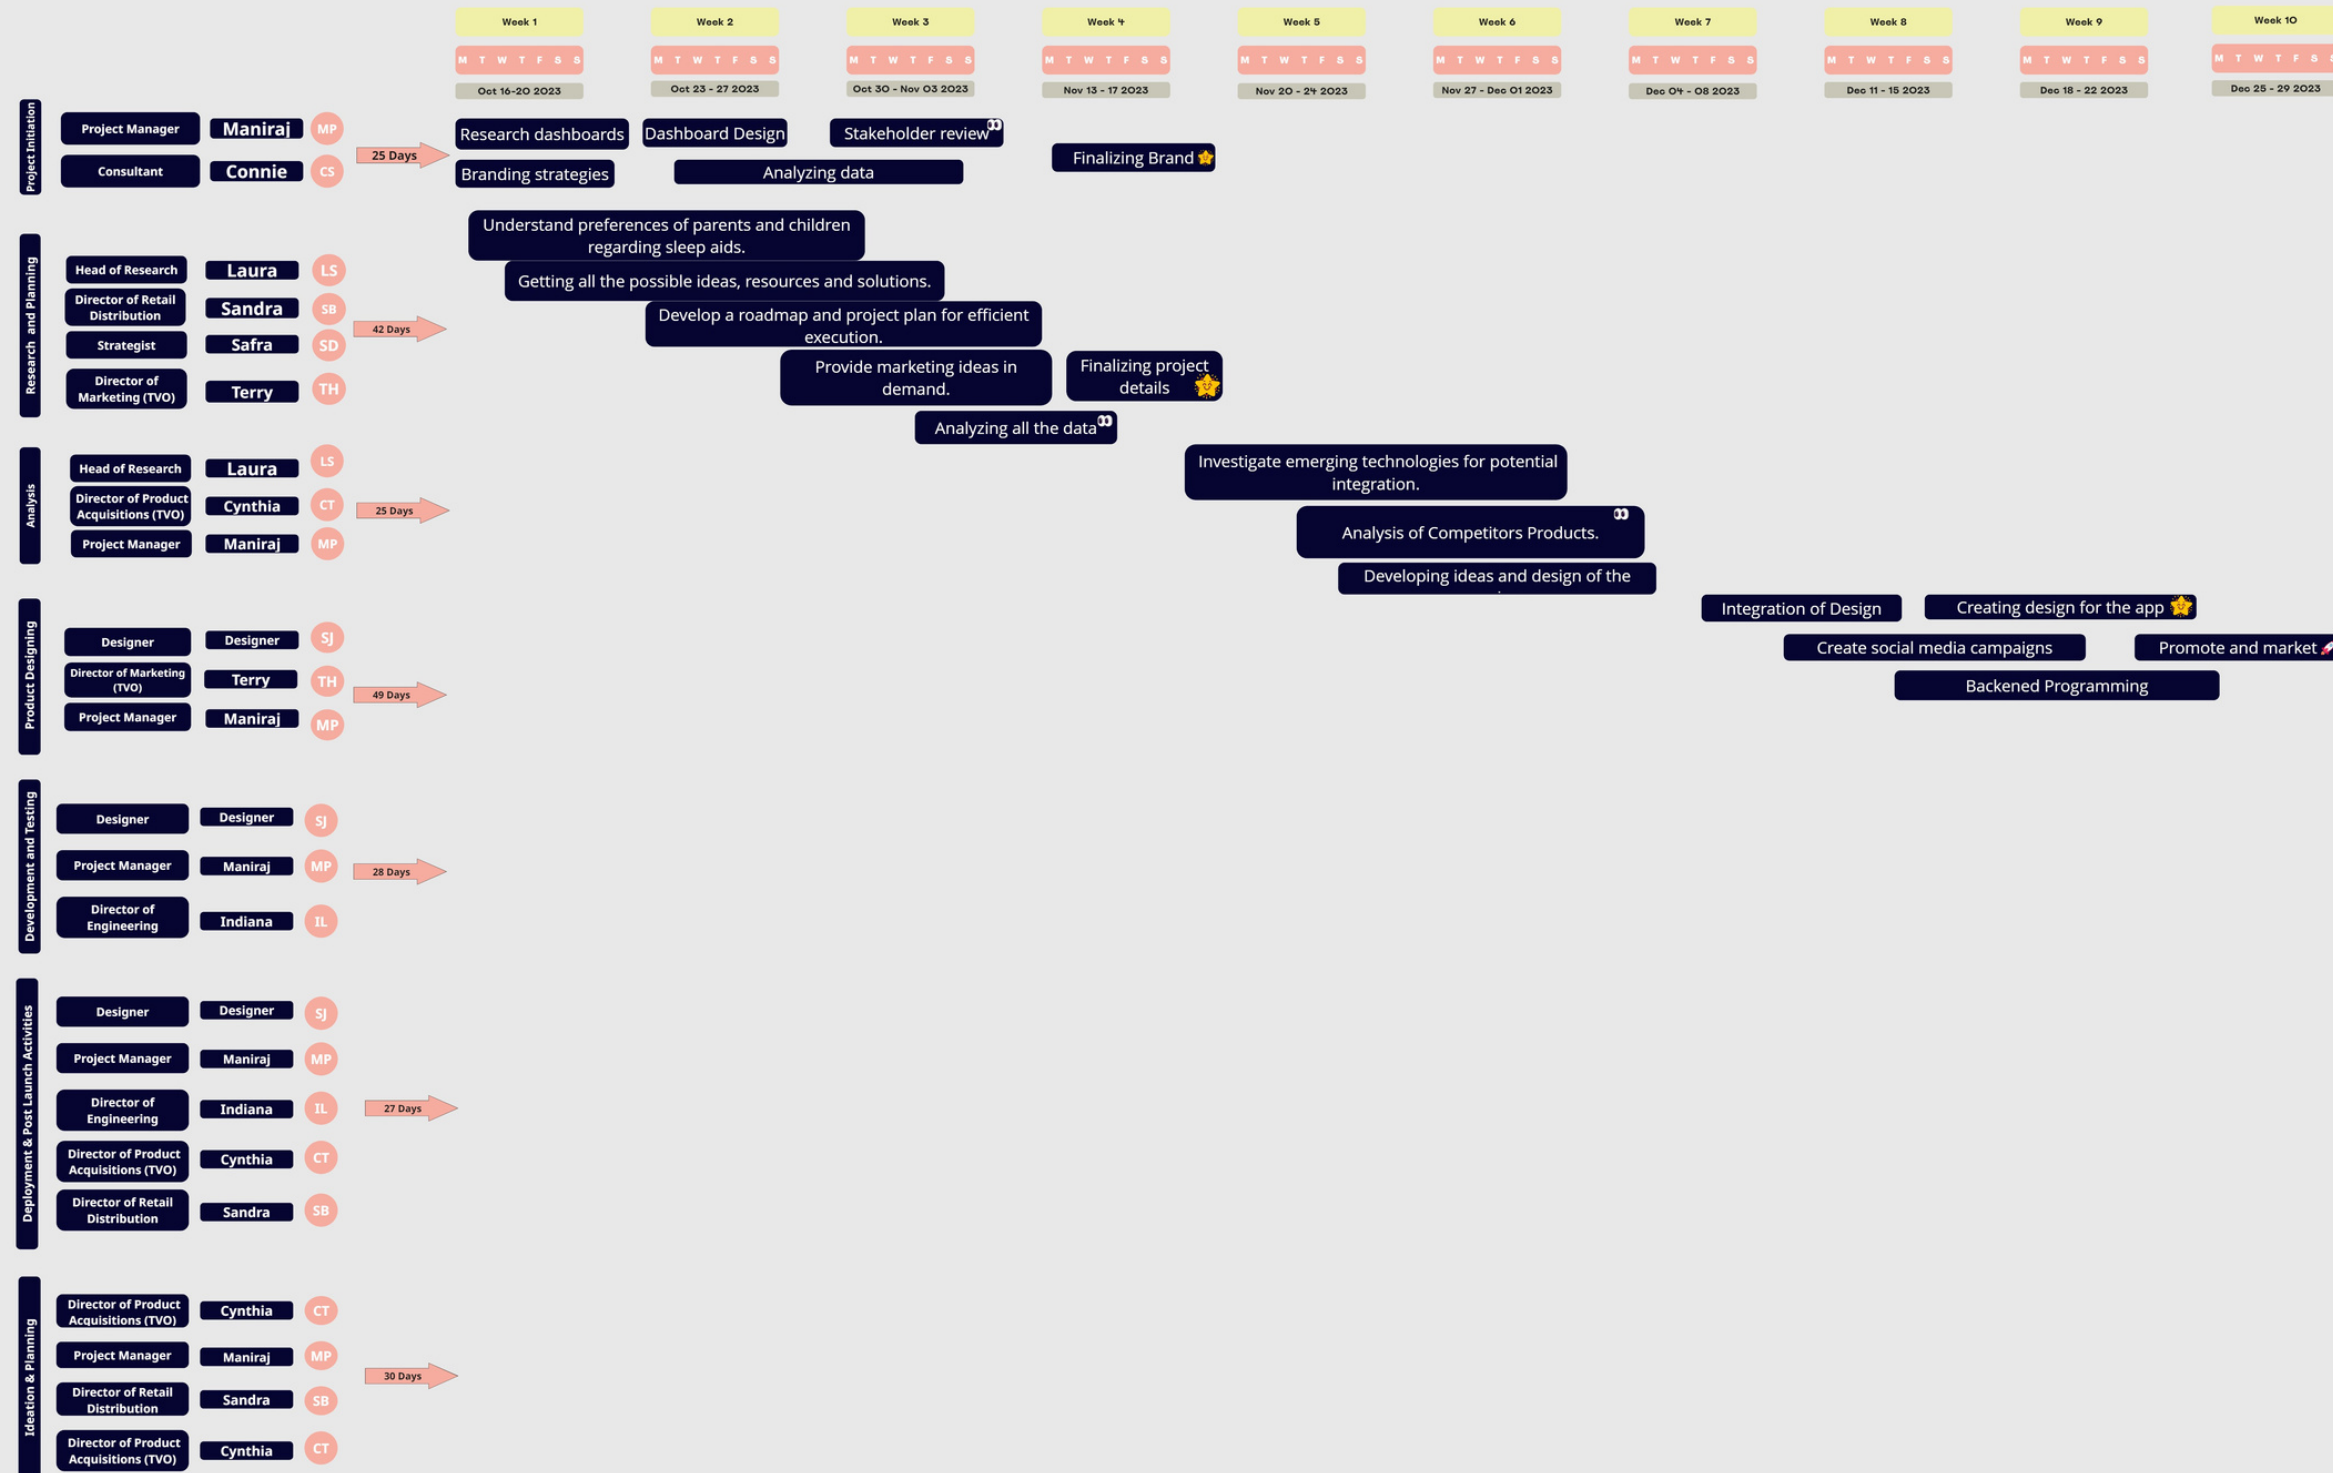 Week 1
Week 2
Week 3
Week 4
Week 5
Week 6
Week 7
Week 8
Week 9
Week 10
M T W T F S S
M T W T F S S
M T W T F S S
M T W T F S S
M T W T F S S
M T W T F S S
M T W T F S S
M T W T F S S
M T W T F S S
M T W T F S
Oct 16-20 2023
Oct 23 - 27 2023
Oct 30 - Nov 03 2023
Nov 13 - 17 2023
Nov 20 - 24 2023
Nov 27 - Dec 01 2023
Dec 04 - 08 2023
Dec 11 - 15 2023
Dec 18 - 22 2023
Dec 25 - 29 2023
Project Initiation
Project Manager
Maniraj
MP
Consultant
Connie
CS
25 Days
Research dashboards
Dashboard Design
Stakeholder review
Branding strategies
Analyzing data
Finalizing Brand
Research and Planning
Head of Research
Laura
LS
Director of Retail
Distribution
Sandra
SB
Strategist
Safra
SD
Director of
Marketing (TVO)
Terry
TH
42 Days
Understand preferences of parents and children
regarding sleep aids.
Getting all the possible ideas, resources and solutions.
Develop a roadmap and project plan for efficient
execution.
Provide marketing ideas in
demand.
Finalizing project
details
Analyzing all the data
Analysis
Head of Research
Laura
LS
Director of Product
Acquisitions (TVO)
Cynthia
CT
Project Manager
Maniraj
MP
25 Days
Investigate emerging technologies for potential
integration.
Analysis of Competitors Products.
Developing ideas and design of the
Product Designing
Designer
Designer
SJ
Director of Marketing
(TVO)
Terry
TH
Project Manager
Maniraj
MP
49 Days
Integration of Design
Creating design for the app
Create social media campaigns
Promote and market
Backened Programming
Development and Testing
Designer
Designer
SJ
Project Manager
Maniraj
MP
Director of
Engineering
Indiana
IL
28 Days
Deployment & Post Launch Activities
Designer
Designer
SJ
Project Manager
Maniraj
MP
Director of
Engineering
Indiana
IL
Director of Product
Acquisitions (TVO)
Cynthia
CT
Director of Retail
Distribution
Sandra
SB
27 Days
Ideation & Planning
Director of Product
Acquisitions (TVO)
Cynthia
CT
Project Manager
Maniraj
MP
Director of Retail
Distribution
Sandra
SB
Director of Product
Acquisitions (TVO)
Cynthia
CT
30 Days